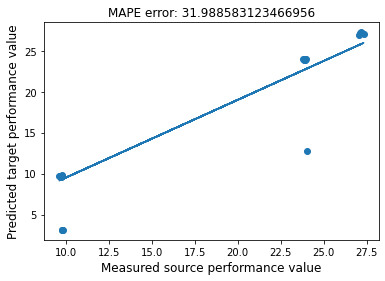 MAPE error: 31.988583123466956
Predicted target performance value
25
20
15
10
5
10.0 12.5 15.0 17.5 20.0 22.5 25.0 27.5
Measured source performance value